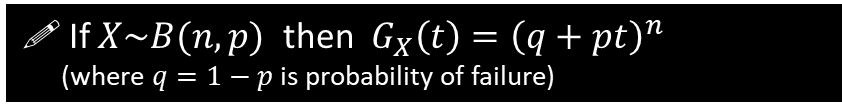 If X~B(n, p) then G_X(t) = (q + pt)^n
(where q = 1 − p is probability of failure)